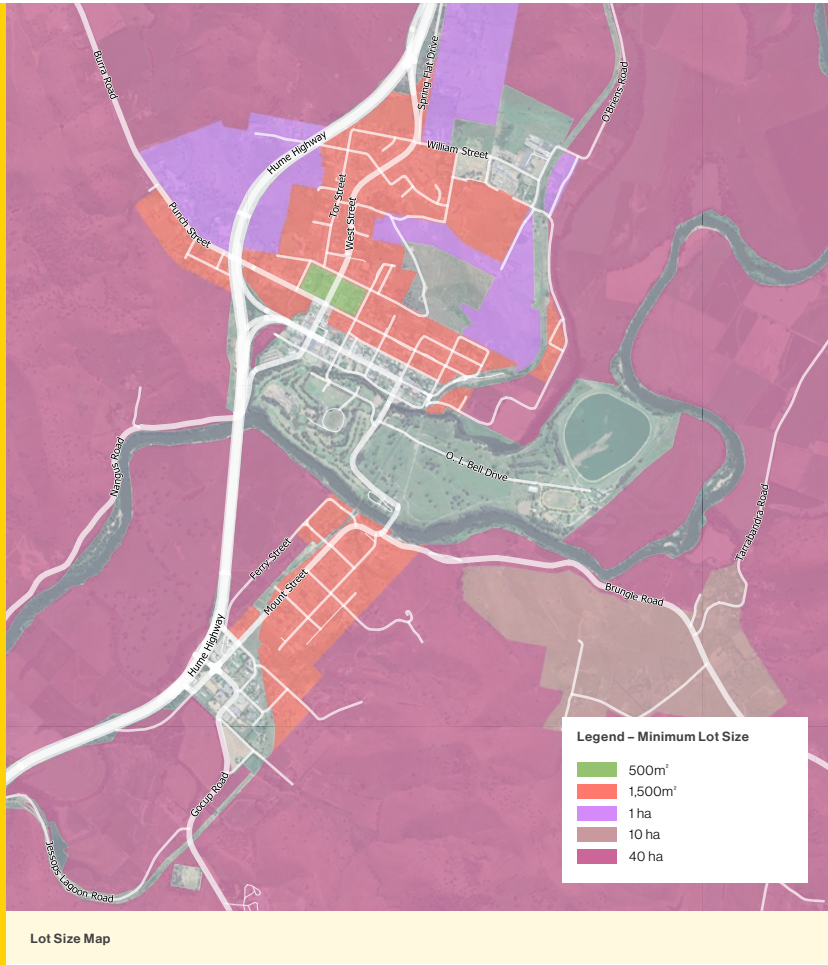 Burra Road
Spring Flat Drive
O'Briens Road
Hume Highway
William Street
Tor Street
West Street
Punch Street
Nangus Road
O. I. Bell Drive
Tarrabandra Road
Ferry Street
Mount Street
Brungle Road
Hume Highway
Gocup Road
Jessops Lagoon Road
Legend – Minimum Lot Size
500m²
1,500m²
1 ha
10 ha
40 ha
Lot Size Map